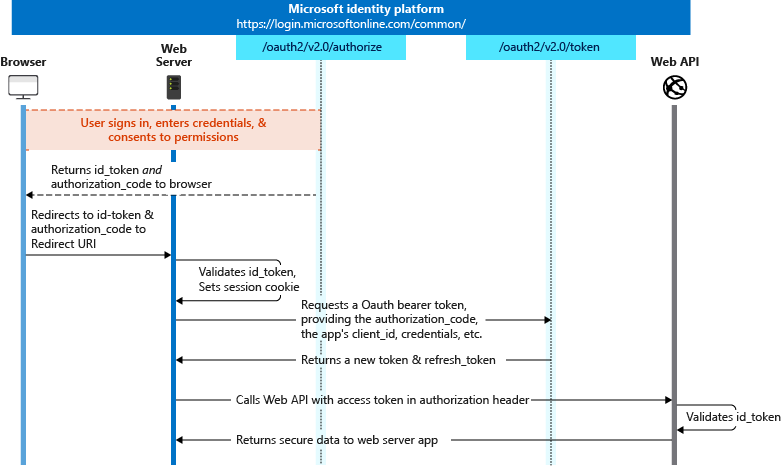 Microsoft identity platform
https://login.microsoftonline.com/common/
/oauth2/v2.0/authorize
/oauth2/v2.0/token
Browser
Web
Server
Web API
User signs in, enters credentials, &
consents to permissions
Returns id_token and
authorization_code to browser
Redirects to id-token &
authorization_code to
Redirect URI
Validates id_token,
Sets session cookie
Requests a Oauth bearer token,
providing the authorization_code,
the app's client_id, credentials, etc.
Returns a new token & refresh_token
Calls Web API with access token in authorization header
Validates id_token
Returns secure data to web server app